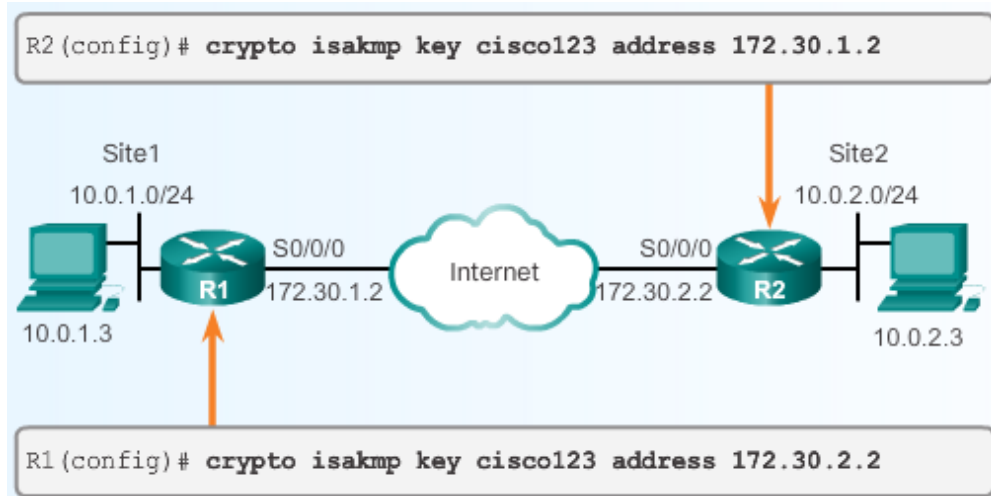 R2(config)# crypto isakmp key cisco123 address 172.30.1.2
Site1
10.0.1.0/24
Site2
10.0.2.0/24
S0/0/0
Internet
S0/0/0
R1
172.30.1.2
172.30.2.2
R2
10.0.1.3
10.0.2.3
R1(config)# crypto isakmp key cisco123 address 172.30.2.2